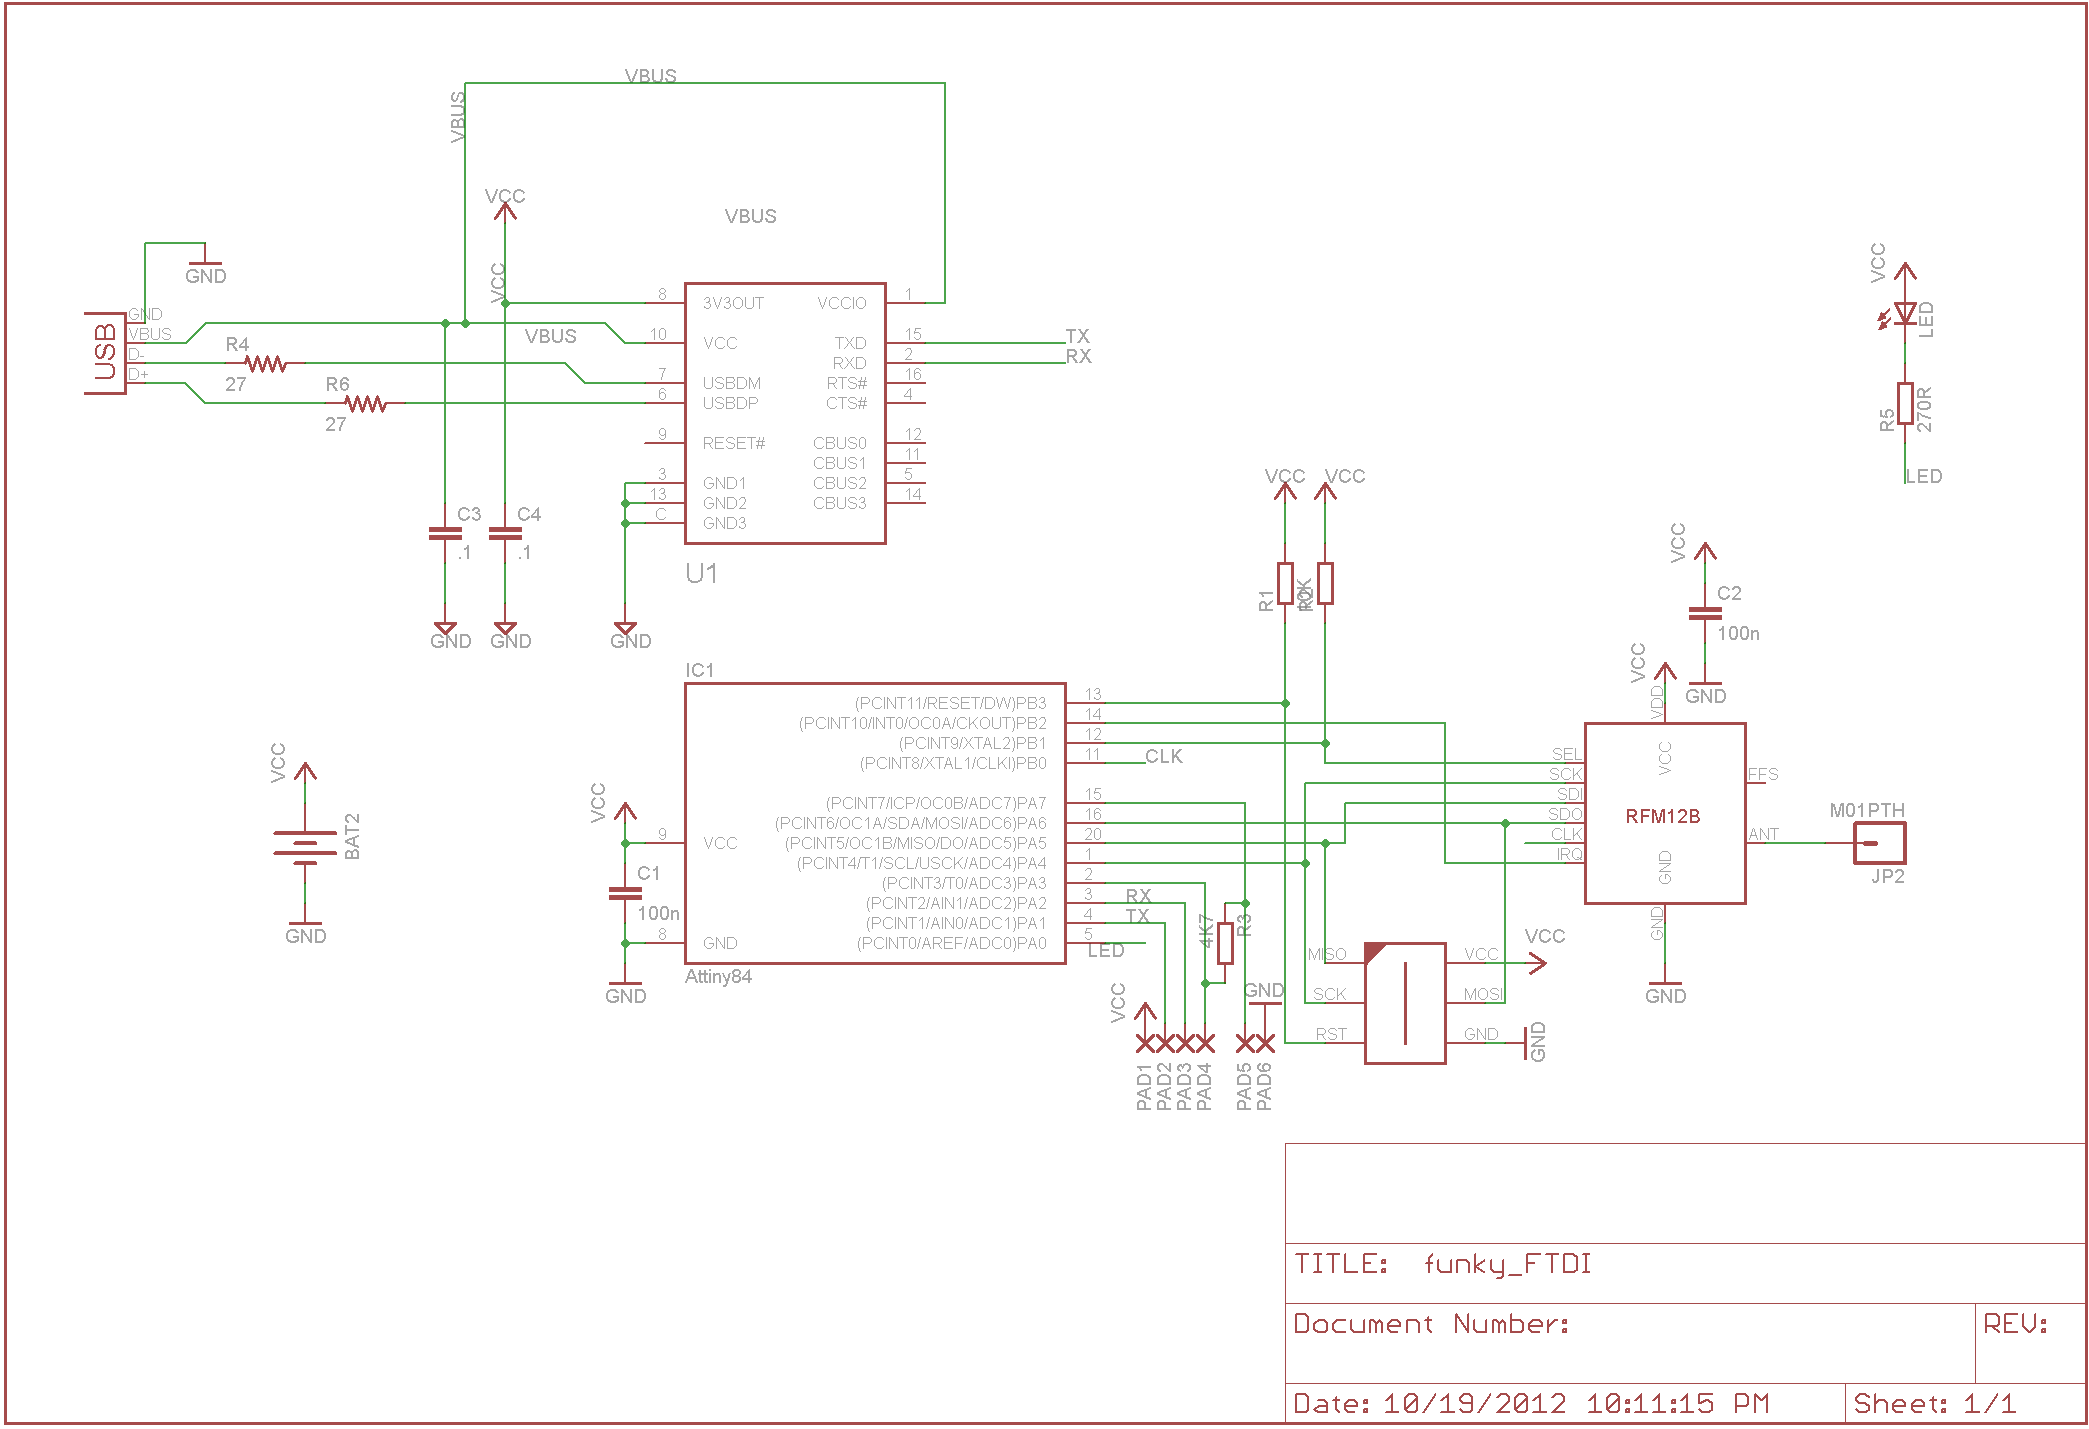 VBUS
VBUS
VCC
VBUS
VCC
GND
USB
GND
VBUS
D-
D+
R4
27
R6
27
VBUS
8
10
7
6
9
3
13
C
3V3OUT
VCC
USBDM
USBDP
RESET#
GND1
GND2
GND3
VCCIO
TXD
RXD
RTS#
CTS#
CBUS0
CBUS1
CBUS2
CBUS3
1
15
2
16
4
12
11
5
14
TX
RX
U1
C3
.1
C4
.1
GND
GND
GND
VCC
LED
R5
270R
LED
VCC
VCC
R1
VCC
C2
100n
GND
IC1
(PCINT11/RESET/DW)PB3
(PCINT10/INT0/OC0A/CKOUT)PB2
(PCINT9/XTAL2)PB1
(PCINT8/XTAL1/CLKI)PB0
(PCINT7/ICP/OC0B/ADC7)PA7
(PCINT6/OC1A/SDA/MOSI/ADC6)PA6
(PCINT5/OC1B/MISO/DO/ADC5)PA5
(PCINT4/T1/SCL/USCK/ADC4)PA4
(PCINT3/T0/ADC3)PA3
(PCINT2/AIN1/ADC2)PA2
(PCINT1/AIN0/ADC1)PA1
(PCINT0/AREF/ADC0)PA0
13
14
12
11
15
16
20
1
2
3
4
5
CLK
RX
TX
LED
VCC
BAT2
GND
VCC
9
VCC
C1
100n
8
GND
GND
Attiny84
4K7
R3
VCC
GND
PAD1
PAD2
PAD3
PAD4
PAD5
PAD6
MISO
SCK
RST
VCC
MOSI
GND
VCC
GND
VCC
VDD
VCC
SEL
SCK
SDI
SDO
CLK
IRQ
RFM12B
FFS
ANT
GND
GND
GND
M01PTH
JP2
TITLE: funky_FTDI
Document Number:
REV:
Date: 10/19/2012 10:11:15 PM
Sheet: 1/1